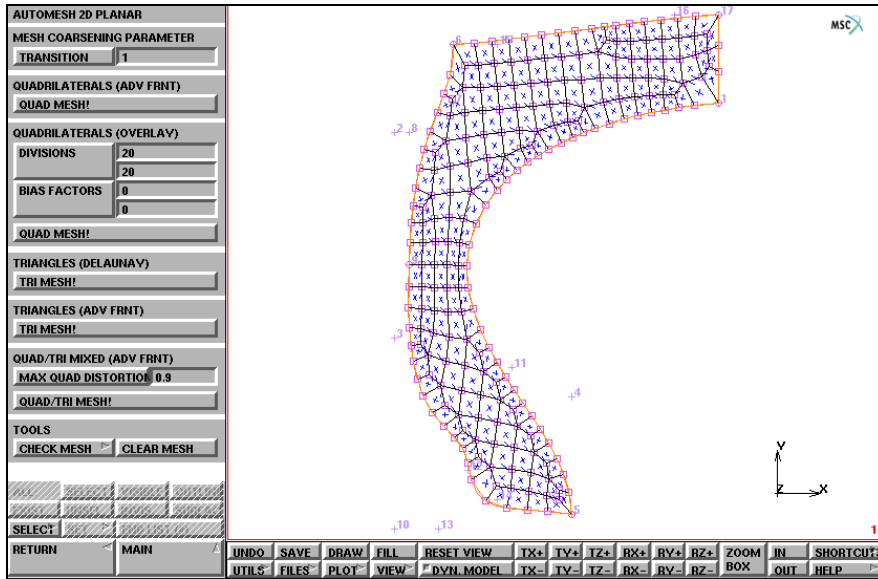 AUTOMESH 2D PLANAR
MESH COARSENING PARAMETER
TRANSITION 1
QUADRILATERALS (ADV FRNT)
QUAD MESH!
QUADRILATERALS (OVERLAY)
DIVISIONS 20
20
BIAS FACTORS 0
0
QUAD MESH!
TRIANGLES (DELAUNAY)
TRI MESH!
TRIANGLES (ADV FRNT)
TRI MESH!
QUAD/TRI MIXED (ADV FRNT)
MAX QUAD DISTORTION 0.9
QUAD/TRI MESH!
TOOLS
CHECK MESH CLEAR MESH
SELECT
RETURN MAIN
MSC
16 17
6
1
2 8
3
11
4
5
10 13
Y
Z X
1
UNDO SAVE DRAW FILL RESET VIEW TX+ TY+ TZ+ RX+ RY+ RZ+ ZOOM BOX IN SHORTCUTS
UTILS FILES PLOT VIEW DYN. MODEL TX- TY- TZ- RX- RY- RZ- OUT HELP